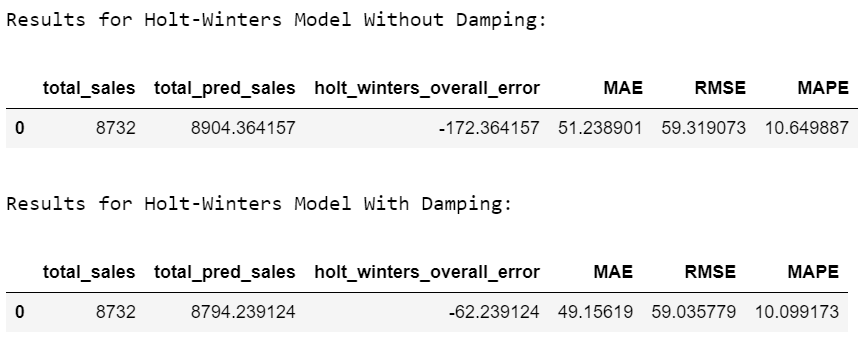 Results for Holt-Winters Model Without Damping:
total_sales total_pred_sales holt_winters_overall_error MAE RMSE MAPE
0 8732 8904.364157 -172.364157 51.238901 59.319073 10.649887
Results for Holt-Winters Model With Damping:
total_sales total_pred_sales holt_winters_overall_error MAE RMSE MAPE
0 8732 8794.239124 -62.239124 49.15619 59.035779 10.099173